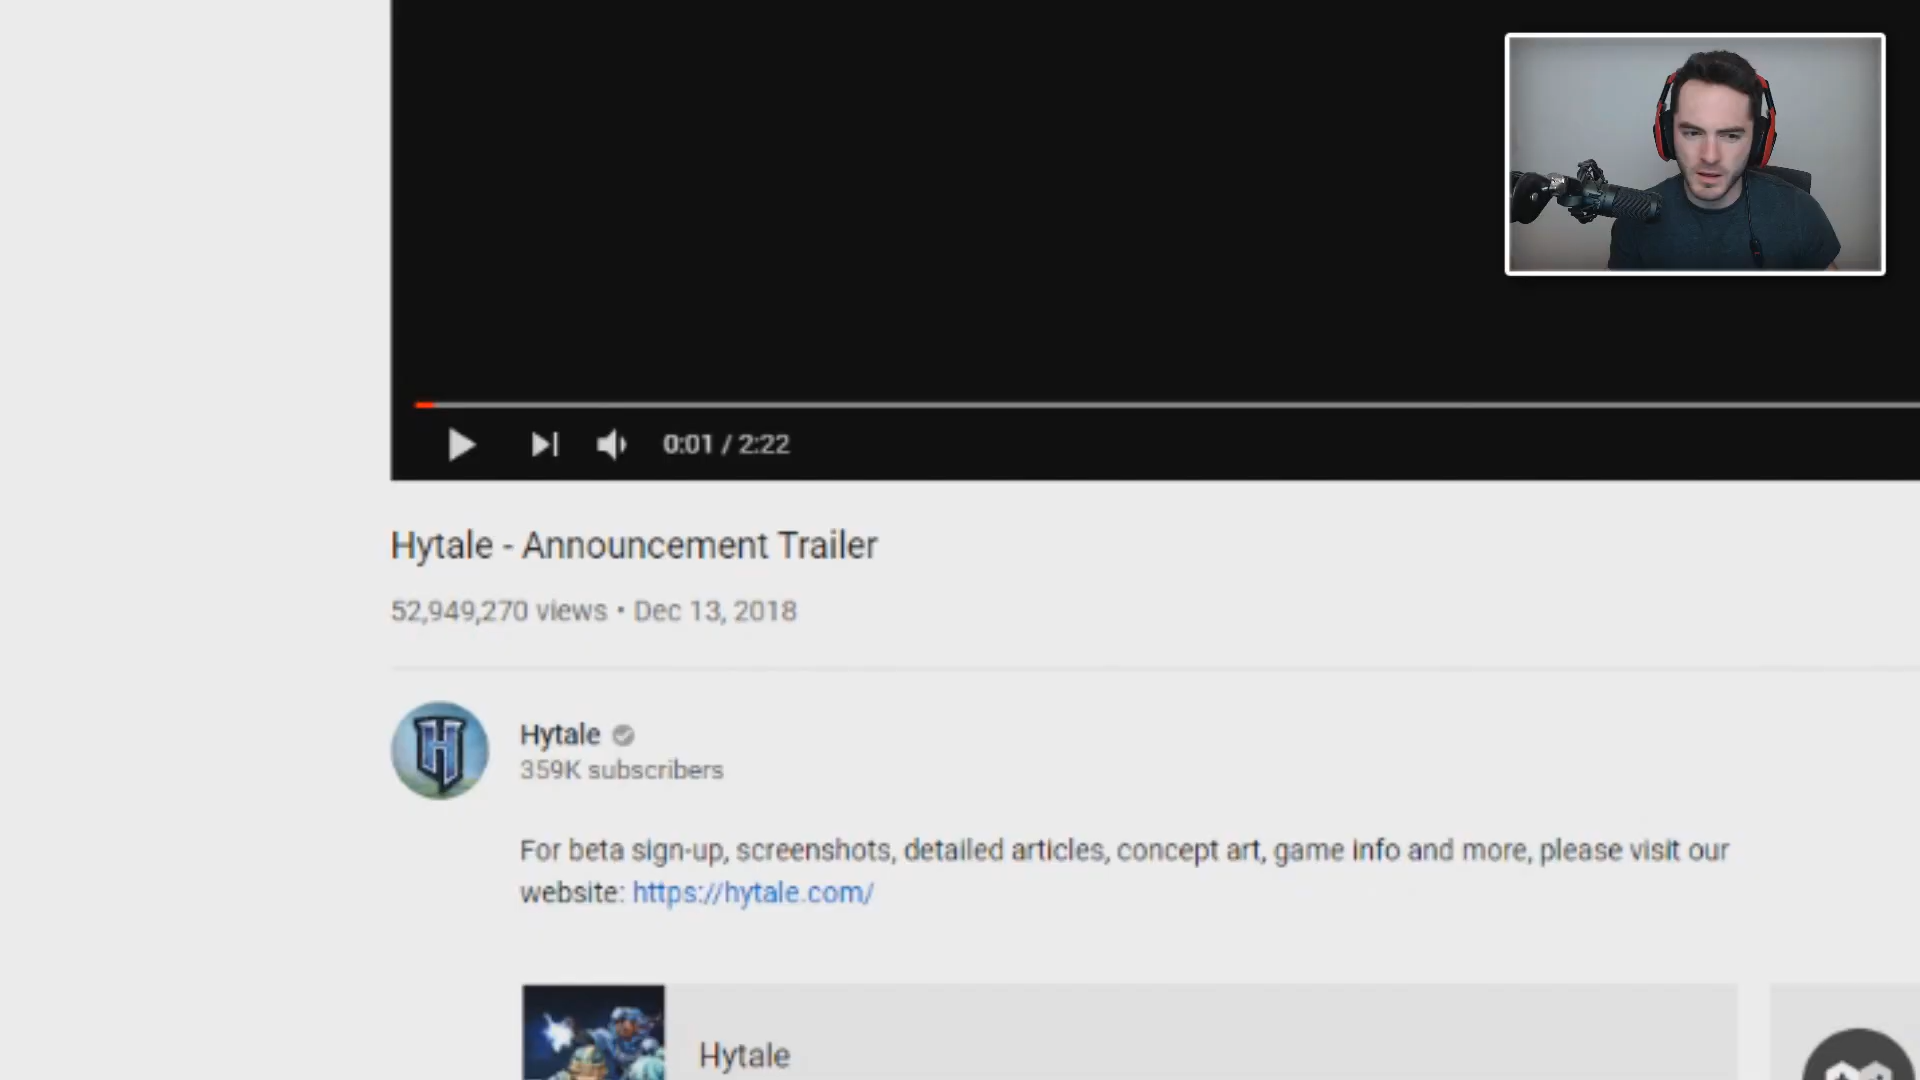 0:01 / 2:22
Hytale - Announcement Trailer
52,949,270 views • Dec 13, 2018
H
Hytale
359K subscribers
For beta sign-up, screenshots, detailed articles, concept art, game info and more, please visit our
website: https://hytale.com/
Hytale